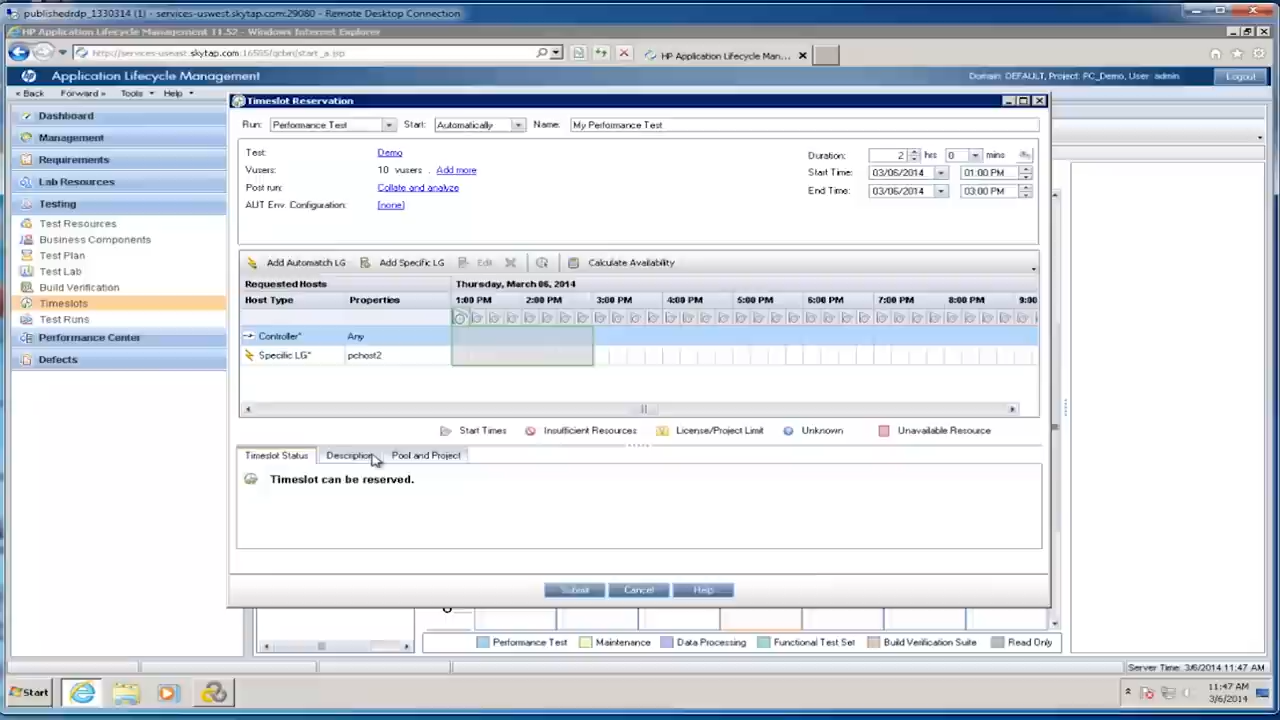 publishedrdp_1330314 (1) - services-uswest.skytap.com:29080 - Remote Desktop Connection
HP Application Lifecycle Management 11.52 - Windows Internet Explorer
http://services-useast.skytap.com:16585/qcbin/start_a.jsp
HP Application Lifecycle Man...
Application Lifecycle Management
Domain: DEFAULT, Project: PC_Demo, User: admin
Logout
< Back Forward » Tools Help
Dashboard
Management
Requirements
Lab Resources
Testing
Test Resources
Business Components
Test Plan
Test Lab
Build Verification
Timeslots
Test Runs
Performance Center
Defects
Timeslot Reservation
Run: Performance Test Start: Automatically Name: My Performance Test
Test: Demo
Vusers: 10 vusers . Add more
Post run: Collate and analyze
AUT Env. Configuration: [none]
Duration: 2 hrs 0 mins
Start Time: 03/06/2014 01:00 PM
End Time: 03/06/2014 03:00 PM
Add Automatch LG Add Specific LG Edit Calculate Availability
Requested Hosts Thursday, March 06, 2014
Host Type Properties 1:00 PM 2:00 PM 3:00 PM 4:00 PM 5:00 PM 6:00 PM 7:00 PM 8:00 PM 9:00
Controller* Any
Specific LG* pchost2
Start Times Insufficient Resources License/Project Limit Unknown Unavailable Resource
Timeslot Status Description Pool and Project
Timeslot can be reserved.
Submit Cancel Help
Performance Test Maintenance Data Processing Functional Test Set Build Verification Suite Read Only
Server Time: 3/6/2014 11:47 AM
Start
11:47 AM
3/6/2014